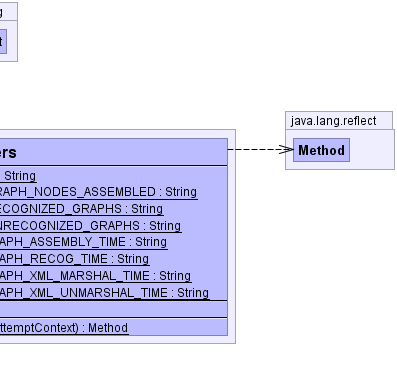 g
t
java.lang.reflect
Method
ers
: String
RAPH_NODES_ASSEMBLED : String
ECOGNIZED_GRAPHS : String
NRECOGNIZED_GRAPHS : String
APH_ASSEMBLY_TIME : String
APH_RECOG_TIME : String
APH_XML_MARSHAL_TIME : String
APH_XML_UNMARSHAL_TIME : String
ttemptContext) : Method